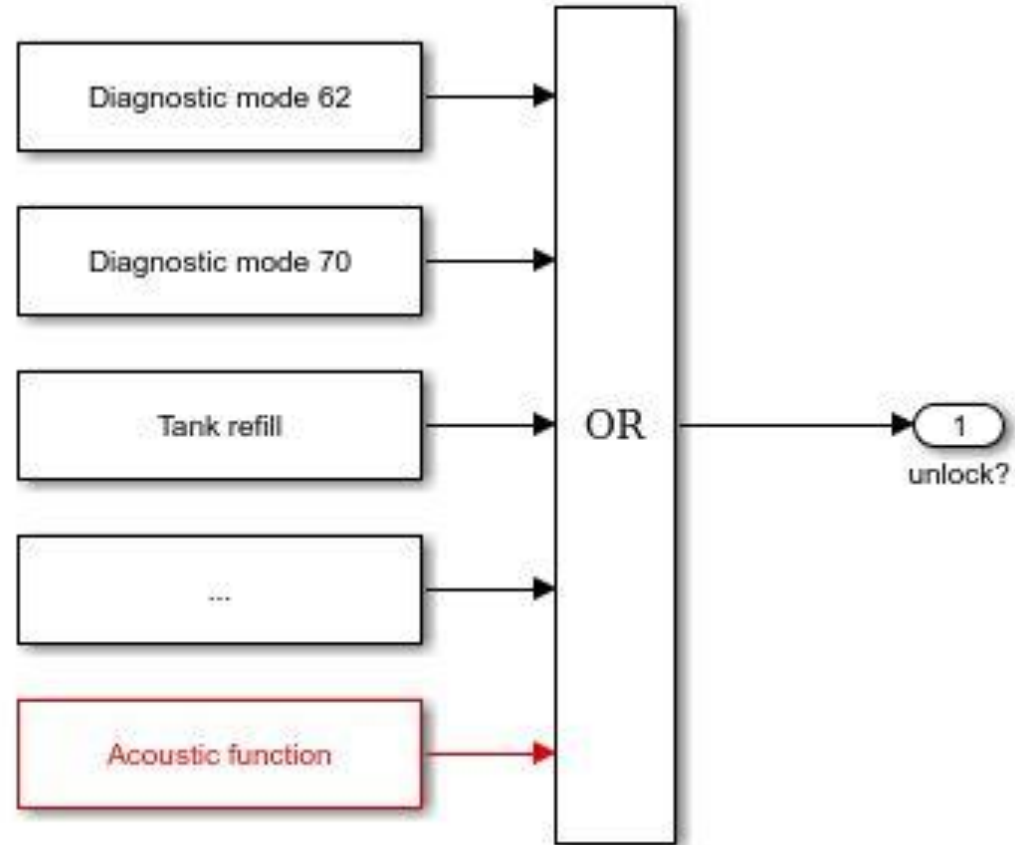 Diagnostic mode 62
Diagnostic mode 70
Tank refill
...
Acoustic function
OR
1
unlock?